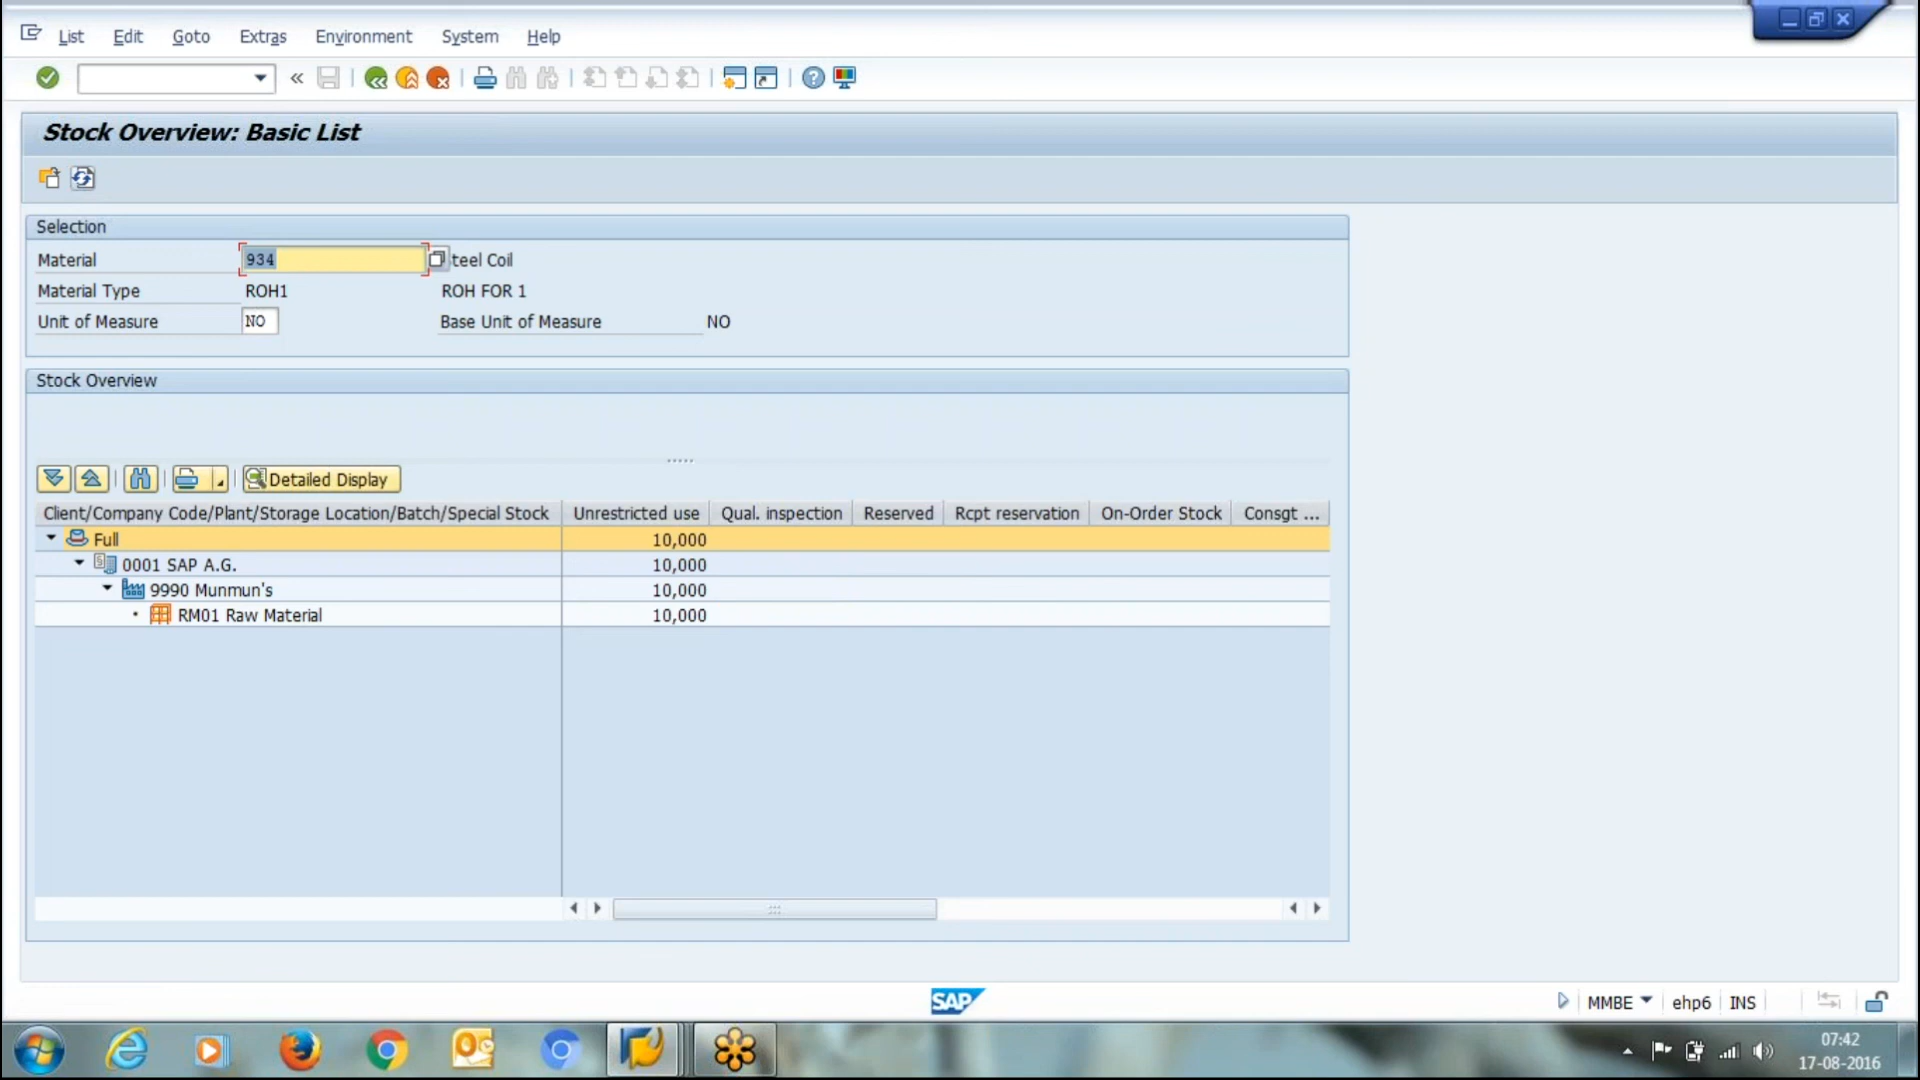 List Edit Goto Extras Environment System Help
Stock Overview: Basic List
Selection
Material 934 teel Coil
Material Type ROH1 ROH FOR 1
Unit of Measure NO Base Unit of Measure NO
Stock Overview
Detailed Display
Client/Company Code/Plant/Storage Location/Batch/Special Stock Unrestricted use Qual. inspection Reserved Rcpt reservation On-Order Stock Consgt ...
Full 10,000
0001 SAP A.G. 10,000
9990 Munmun's 10,000
RM01 Raw Material 10,000
SAP MMBE ehp6 INS
07:42
17-08-2016